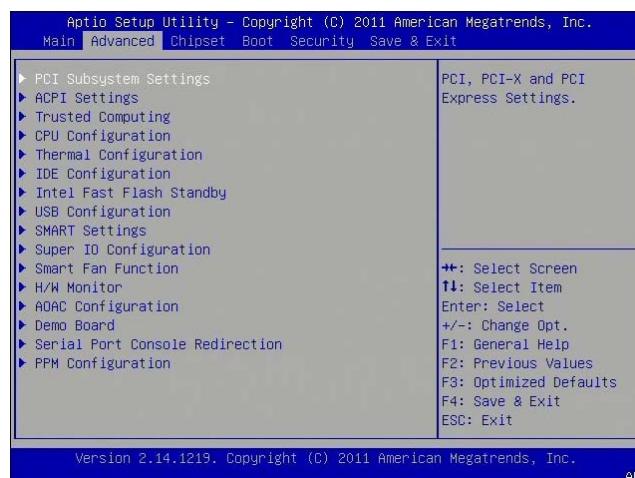 Aptio Setup Utility – Copyright (C) 2011 American Megatrends, Inc.
Main Advanced Chipset Boot Security Save & Exit
PCI Subsystem Settings
ACPI Settings
Trusted Computing
CPU Configuration
Thermal Configuration
IDE Configuration
Intel Fast Flash Standby
USB Configuration
SMART Settings
Super IO Configuration
Smart Fan Function
H/W Monitor
AOAC Configuration
Demo Board
Serial Port Console Redirection
PPM Configuration
PCI, PCI-X and PCI
Express Settings.
→←: Select Screen
↑↓: Select Item
Enter: Select
+/-: Change Opt.
F1: General Help
F2: Previous Values
F3: Optimized Defaults
F4: Save & Exit
ESC: Exit
Version 2.14.1219. Copyright (C) 2011 American Megatrends, Inc.